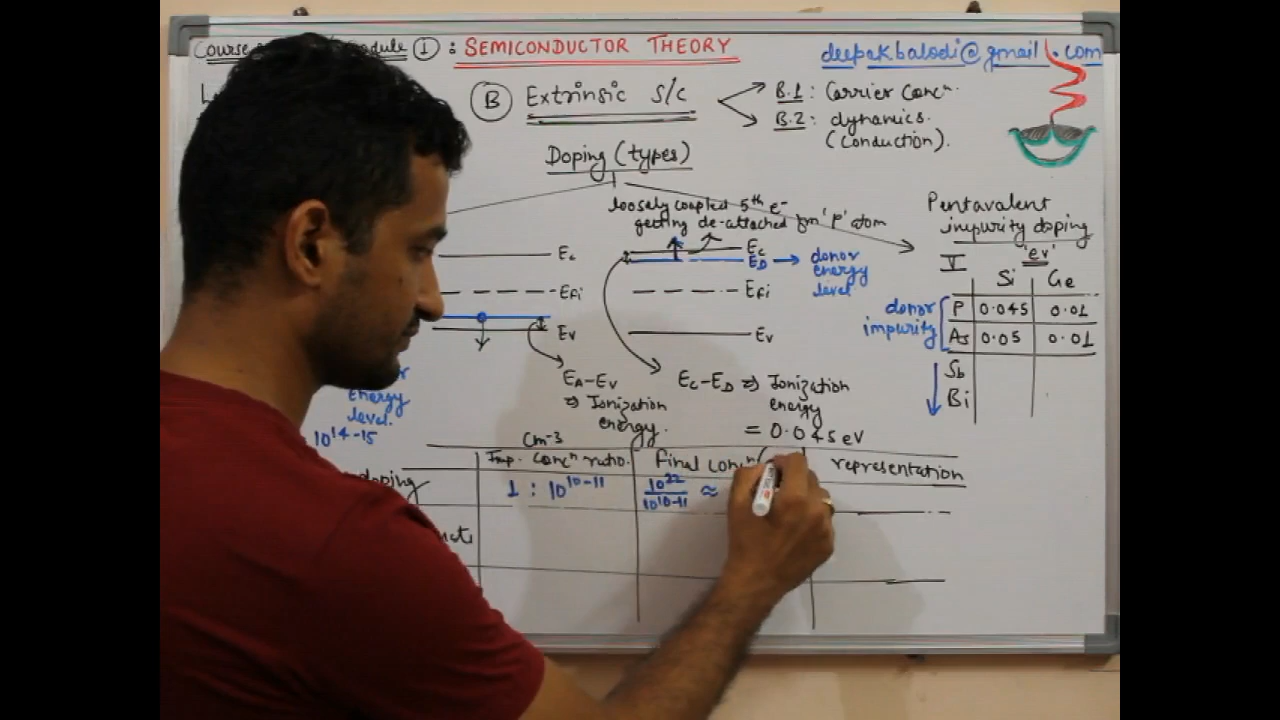 Course
module I : SEMICONDUCTOR THEORY
deepakbalodi@gmail.com
B Extrinsic S/C
B.1 : Carrier Concn.
B.2 : dynamics.
(Conduction).
Doping (types)
loosely coupled 5th e-
getting de-attached frm 'P' atom
Pentavalent
impurity doping
V 'ev'
Si Ge
donor impurity
P 0.045 0.01
As 0.05 0.01
Sb
Bi
Ec
EFi
Ev
Ec
ED → donor
energy
level
EFi
Ev
EA-EV
⇒ Ionization
energy.
EC-ED ⇒ Ionization
energy
= 0.045 eV
energy
level.
10^14-15
Cm-3
Imp. Concn ratio. Final Concn( representation
doping 1 : 10^10-11 10^22/10^10-11 ≈